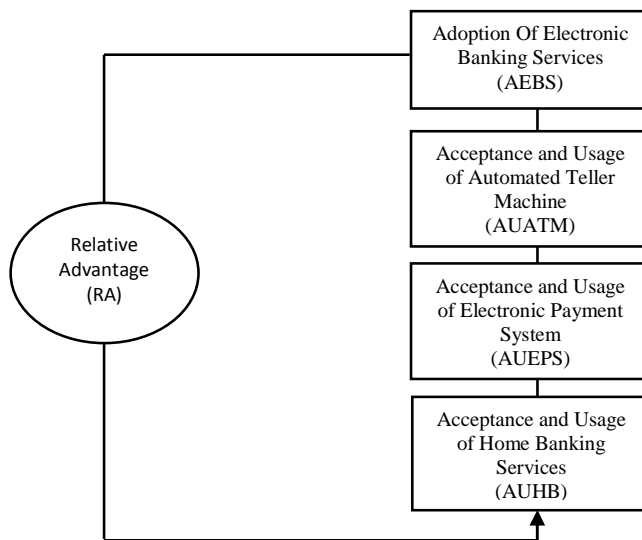 Adoption Of Electronic
Banking Services
(AEBS)
Acceptance and Usage
of Automated Teller
Machine
(AUATM)
Relative
Advantage
(RA)
Acceptance and Usage
of Electronic Payment
System
(AUEPS)
Acceptance and Usage
of Home Banking
Services
(AUHB)